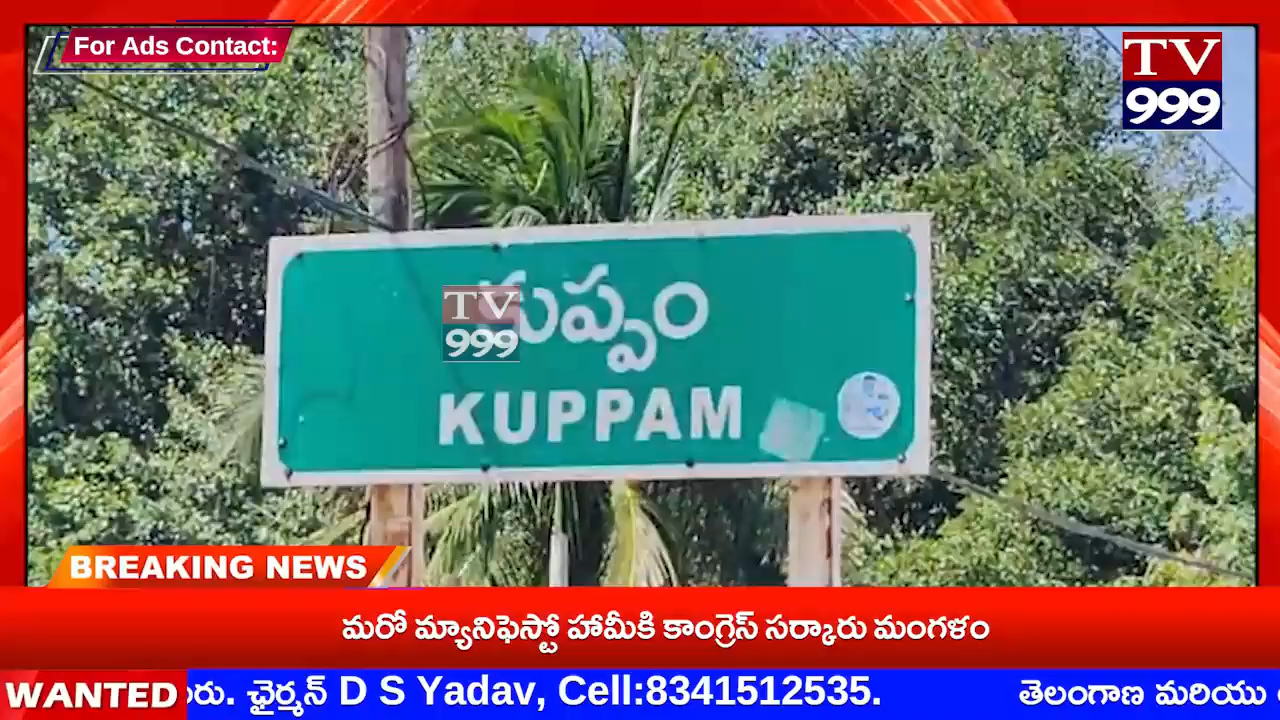 For Ads Contact:
TV
999
కుప్పం
TV
999
KUPPAM
BREAKING NEWS
మరో మ్యానిఫెస్టో హామీకి కాంగ్రెస్ సర్కారు మంగళం
WANTED
ఛైర్మన్ D S Yadav, Cell:8341512535. తెలంగాణ మరియు